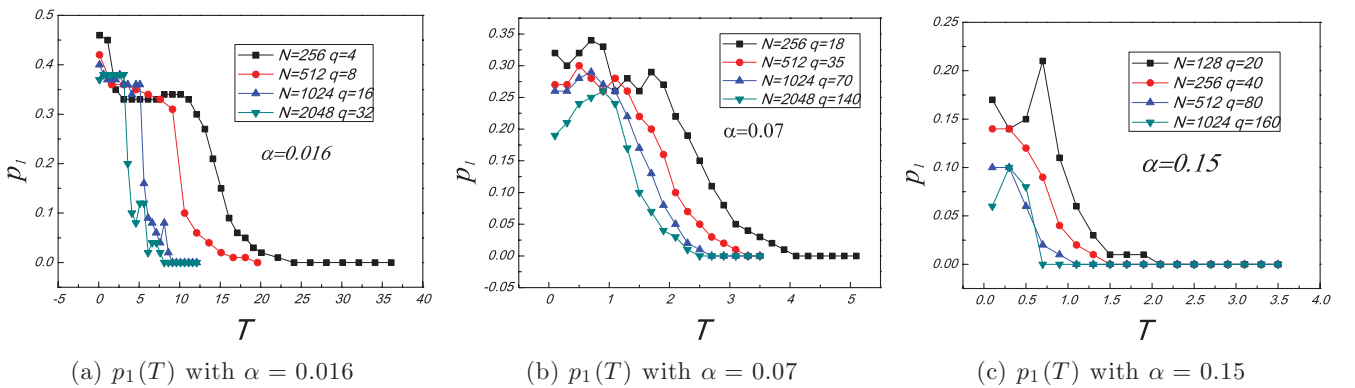 0.5
0.4
0.3
0.2
0.1
0.0
p1
N=256 q=4
N=512 q=8
N=1024 q=16
N=2048 q=32
α=0.016
-5 0 5 10 15 20 25 30 35 40
T
(a) p1(T) with α = 0.016
0.35
0.30
0.25
0.20
0.15
0.10
0.05
0.00
-0.05
p1
N=256 q=18
N=512 q=35
N=1024 q=70
N=2048 q=140
α=0.07
0 1 2 3 4 5
T
(b) p1(T) with α = 0.07
0.25
0.20
0.15
0.10
0.05
0.00
p1
N=128 q=20
N=256 q=40
N=512 q=80
N=1024 q=160
α=0.15
0.0 0.5 1.0 1.5 2.0 2.5 3.0 3.5 4.0
T
(c) p1(T) with α = 0.15